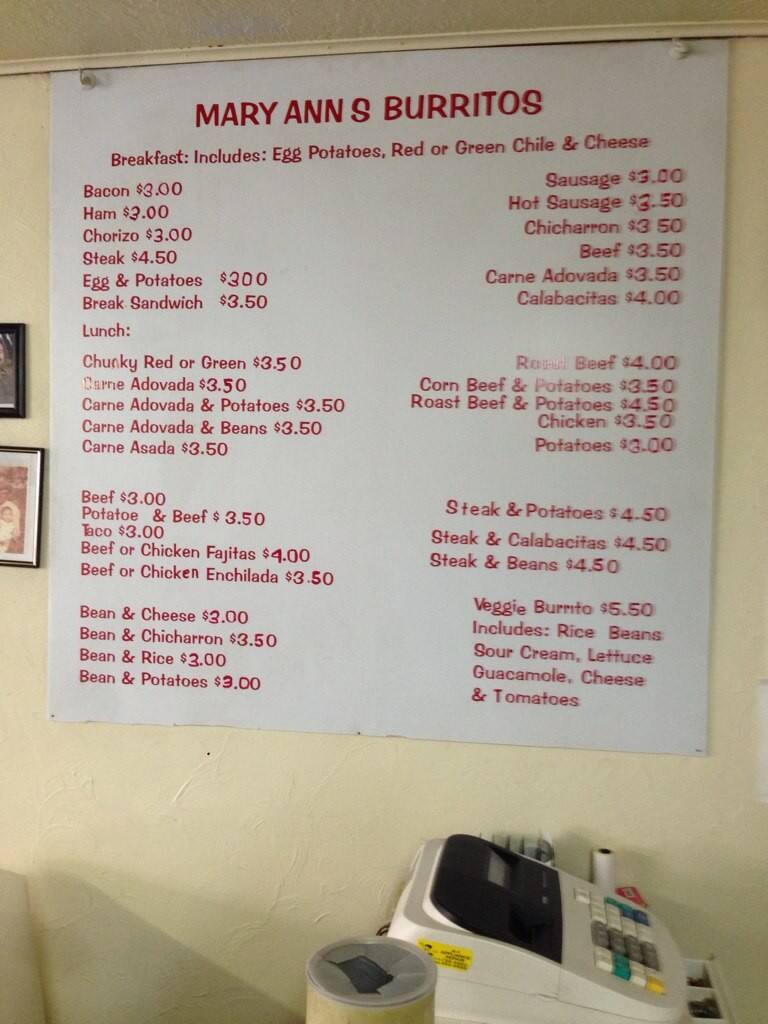 MARY ANN S BURRITOS
Breakfast: Includes: Egg Potatoes, Red or Green Chile & Cheese
Bacon $3.00
Ham $3.00
Chorizo $3.00
Steak $4.50
Egg & Potatoes $300
Break Sandwich $3.50
Sausage $3.00
Hot Sausage $3.50
Chicharron $3 50
Beef $3.50
Carne Adovada $3.50
Calabacitas $4.00
Lunch:
Chunky Red or Green $3.50
Carne Adovada $3.50
Carne Adovada & Potatoes $3.50
Carne Adovada & Beans $3.50
Carne Asada $3.50
Roast Beef $4.00
Corn Beef & Potatoes $3.50
Roast Beef & Potatoes $4.50
Chicken $3.50
Potatoes $3.00
Beef $3.00
Potatoe & Beef $ 3.50
Taco $3.00
Beef or Chicken Fajitas $4.00
Beef or Chicken Enchilada $3.50
Steak & Potatoes $4.50
Steak & Calabacitas $4.50
Steak & Beans $4.50
Bean & Cheese $3.00
Bean & Chicharron $3.50
Bean & Rice $3.00
Bean & Potatoes $3.00
Veggie Burrito $5.50
Includes: Rice Beans
Sour Cream, Lettuce
Guacamole, Cheese
& Tomatoes